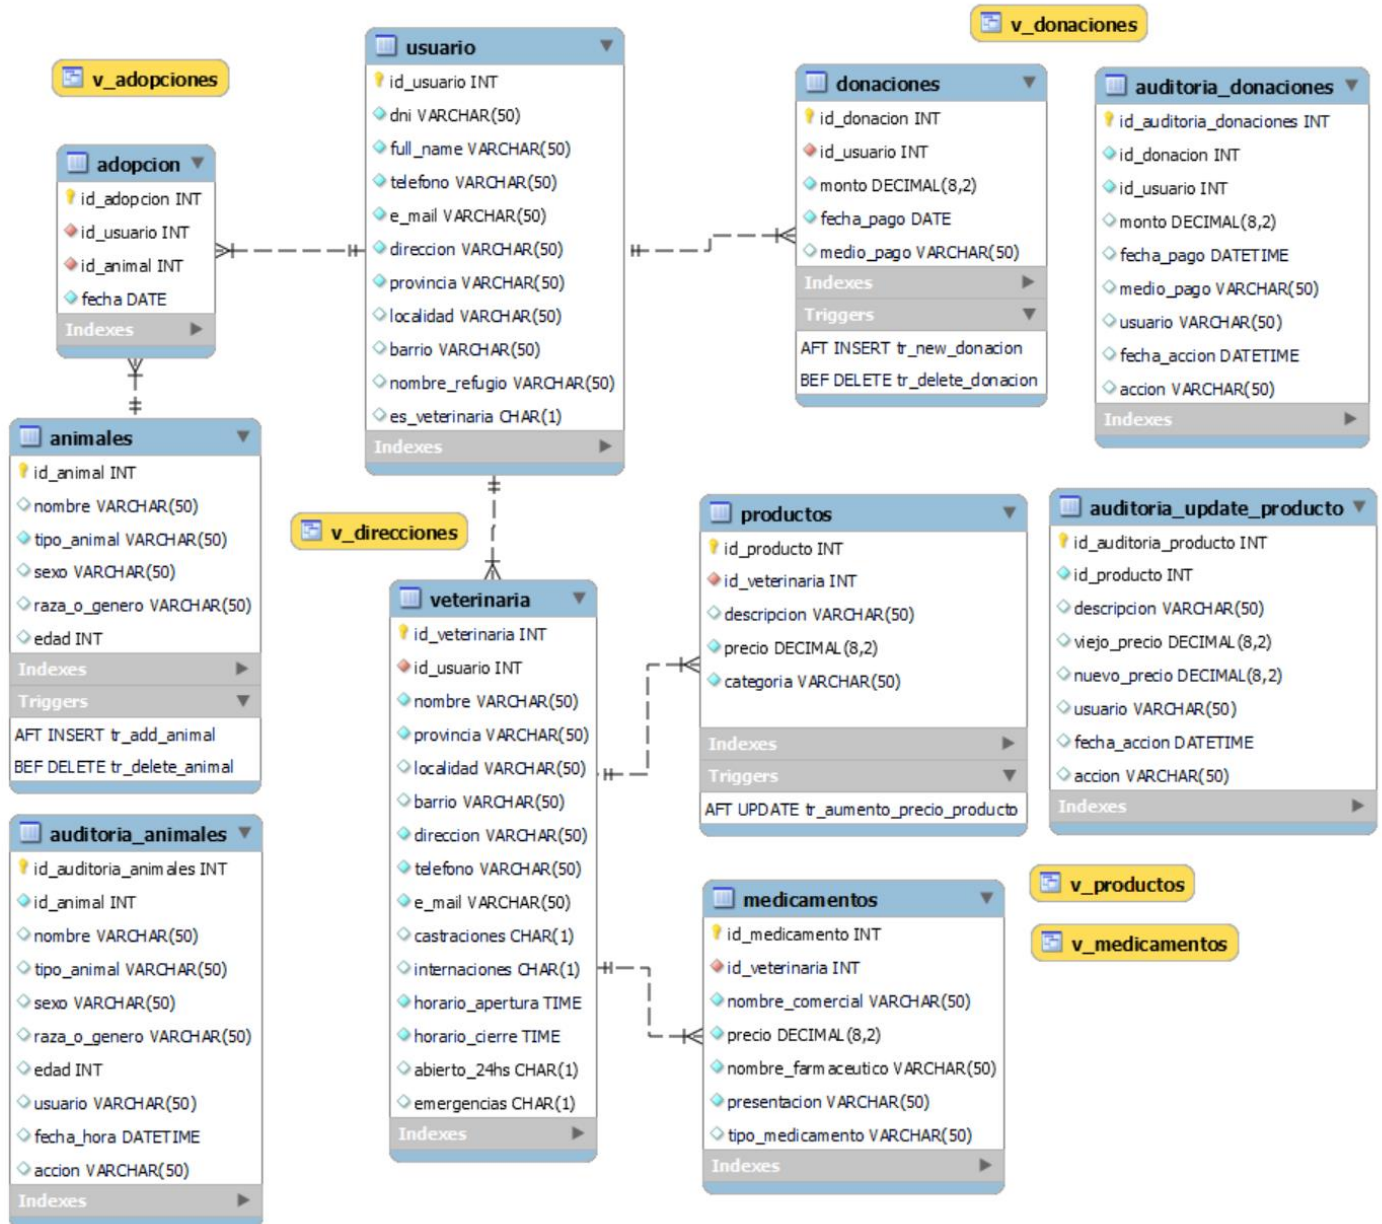 v_adopciones
adopcion
id_adopcion INT
id_usuario INT
id_animal INT
fecha DATE
Indexes
usuario
id_usuario INT
dni VARCHAR(50)
full_name VARCHAR(50)
telefono VARCHAR(50)
e_mail VARCHAR(50)
direccion VARCHAR(50)
provincia VARCHAR(50)
localidad VARCHAR(50)
barrio VARCHAR(50)
nombre_refugio VARCHAR(50)
es_veterinaria CHAR(1)
Indexes
v_donaciones
donaciones
id_donacion INT
id_usuario INT
monto DECIMAL(8,2)
fecha_pago DATE
medio_pago VARCHAR(50)
Indexes
Triggers
AFT INSERT tr_new_donacion
BEF DELETE tr_delete_donacion
auditoria_donaciones
id_auditoria_donaciones INT
id_donacion INT
id_usuario INT
monto DECIMAL(8,2)
fecha_pago DATETIME
medio_pago VARCHAR(50)
usuario VARCHAR(50)
fecha_accion DATETIME
accion VARCHAR(50)
Indexes
animales
id_animal INT
nombre VARCHAR(50)
tipo_animal VARCHAR(50)
sexo VARCHAR(50)
raza_o_genero VARCHAR(50)
edad INT
Indexes
Triggers
AFT INSERT tr_add_animal
BEF DELETE tr_delete_animal
v_direcciones
veterinaria
id_veterinaria INT
id_usuario INT
nombre VARCHAR(50)
provincia VARCHAR(50)
localidad VARCHAR(50)
barrio VARCHAR(50)
direccion VARCHAR(50)
telefono VARCHAR(50)
e_mail VARCHAR(50)
castraciones CHAR(1)
internaciones CHAR(1)
horario_apertura TIME
horario_cierre TIME
abierto_24hs CHAR(1)
emergencias CHAR(1)
Indexes
productos
id_producto INT
id_veterinaria INT
descripcion VARCHAR(50)
precio DECIMAL(8,2)
categoria VARCHAR(50)
Indexes
Triggers
AFT UPDATE tr_aumento_precio_producto
auditoria_update_producto
id_auditoria_producto INT
id_producto INT
descripcion VARCHAR(50)
viejo_precio DECIMAL(8,2)
nuevo_precio DECIMAL(8,2)
usuario VARCHAR(50)
fecha_accion DATETIME
accion VARCHAR(50)
Indexes
auditoria_animales
id_auditoria_animales INT
id_animal INT
nombre VARCHAR(50)
tipo_animal VARCHAR(50)
sexo VARCHAR(50)
raza_o_genero VARCHAR(50)
edad INT
usuario VARCHAR(50)
fecha_hora DATETIME
accion VARCHAR(50)
Indexes
medicamentos
id_medicamento INT
id_veterinaria INT
nombre_comercial VARCHAR(50)
precio DECIMAL(8,2)
nombre_farmaceutico VARCHAR(50)
presentacion VARCHAR(50)
tipo_medicamento VARCHAR(50)
Indexes
v_productos
v_medicamentos